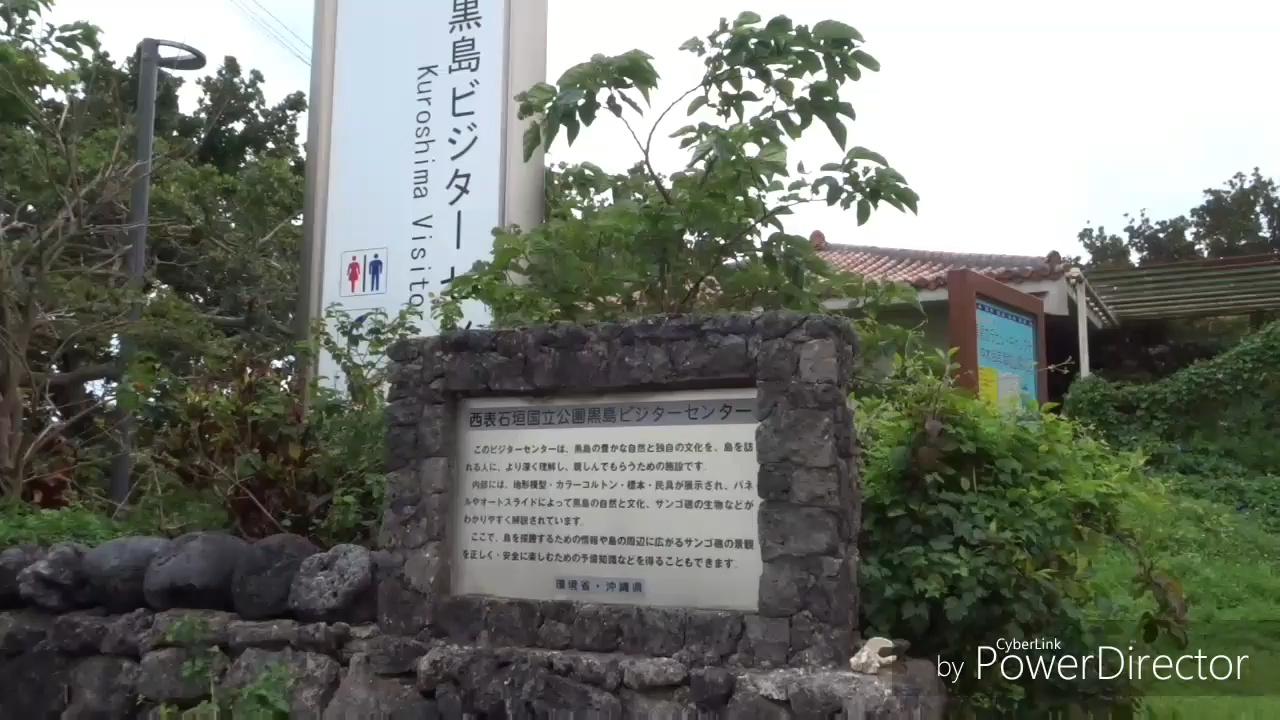 黒島ビジターセ
Kuroshima Visito
西表石垣国立公園黒島ビジターセンター
このビジターセンターは、黒島の豊かな自然と独自の文化を、島を訪
れる人に、より深く理解し、親しんでもらうための施設です.
内部には、地形模型・カラーコルトン・標本・民具が展示され、パネ
ルやオートスライドによって黒島の自然と文化、サンゴ礁の生物などが
わかりやすく解説されています.
ここで、島を探勝するための情報や島の周辺に広がるサンゴ礁の景観
を正しく・安全に楽しむための予備知識などを得ることもできます.
環境省・沖縄県
CyberLink
by PowerDirector